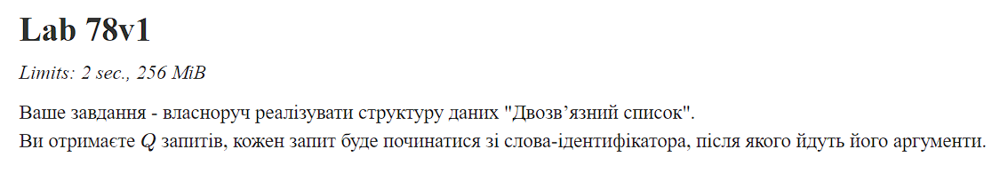 Lab 78v1
Limits: 2 sec., 256 MiB
Ваше завдання - власноруч реалізувати структуру даних "Двозв’язний список".
Ви отримаєте Q запитів, кожен запит буде починатися зі слова-ідентифікатора, після якого йдуть його аргументи.